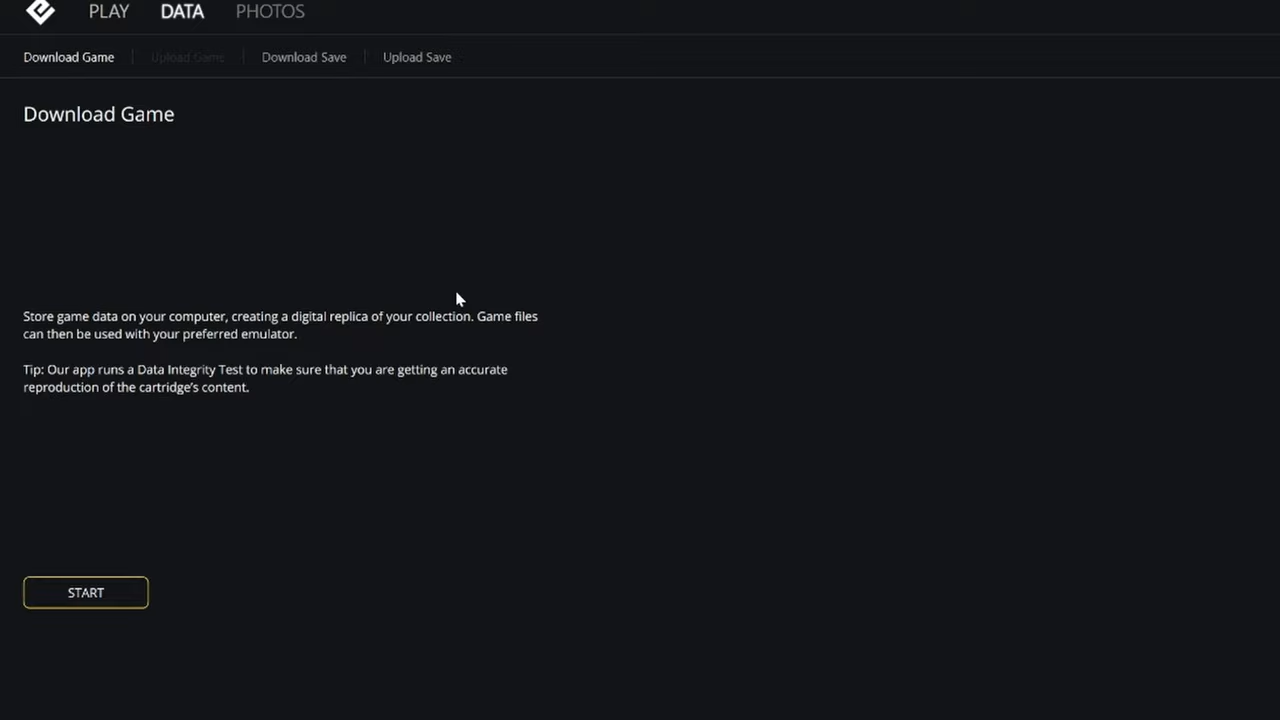 PLAY DATA PHOTOS
Download Game Upload Game Download Save Upload Save
Download Game
Store game data on your computer, creating a digital replica of your collection. Game files
can then be used with your preferred emulator.
Tip: Our app runs a Data Integrity Test to make sure that you are getting an accurate
reproduction of the cartridge’s content.
START